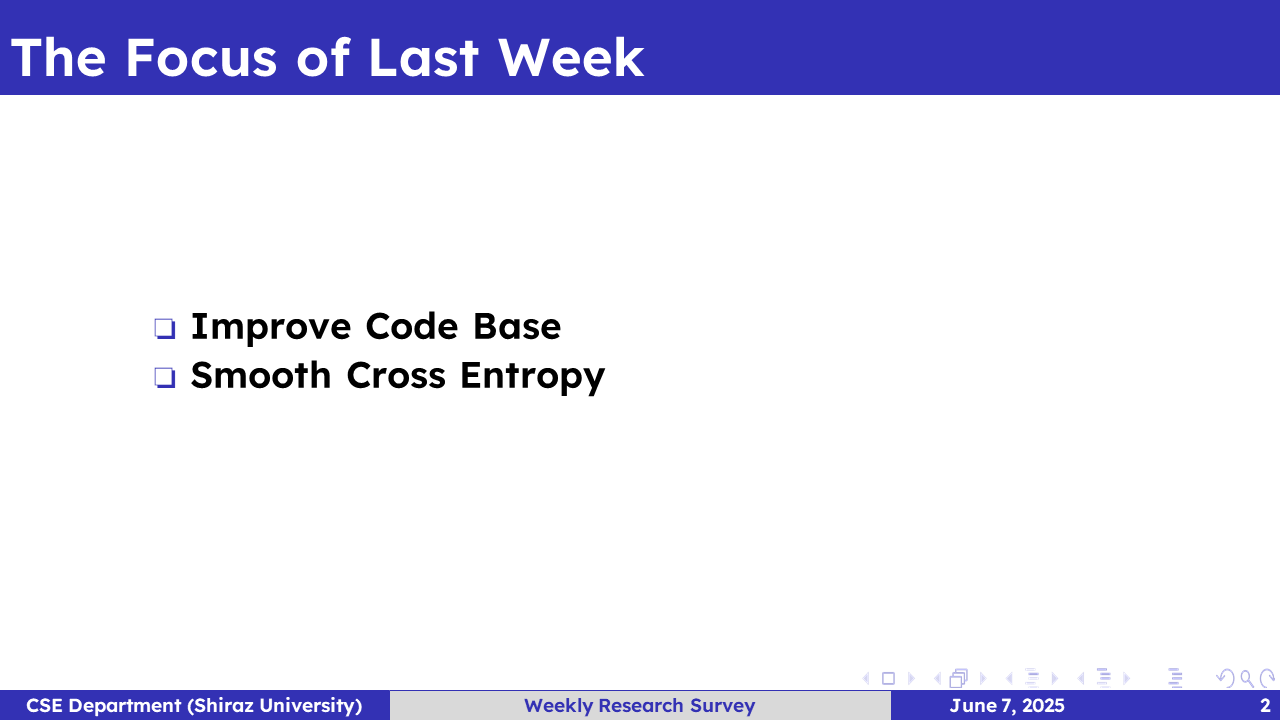 The Focus of Last Week
❏ Improve Code Base
❏ Smooth Cross Entropy
CSE Department (Shiraz University) Weekly Research Survey June 7, 2025 2